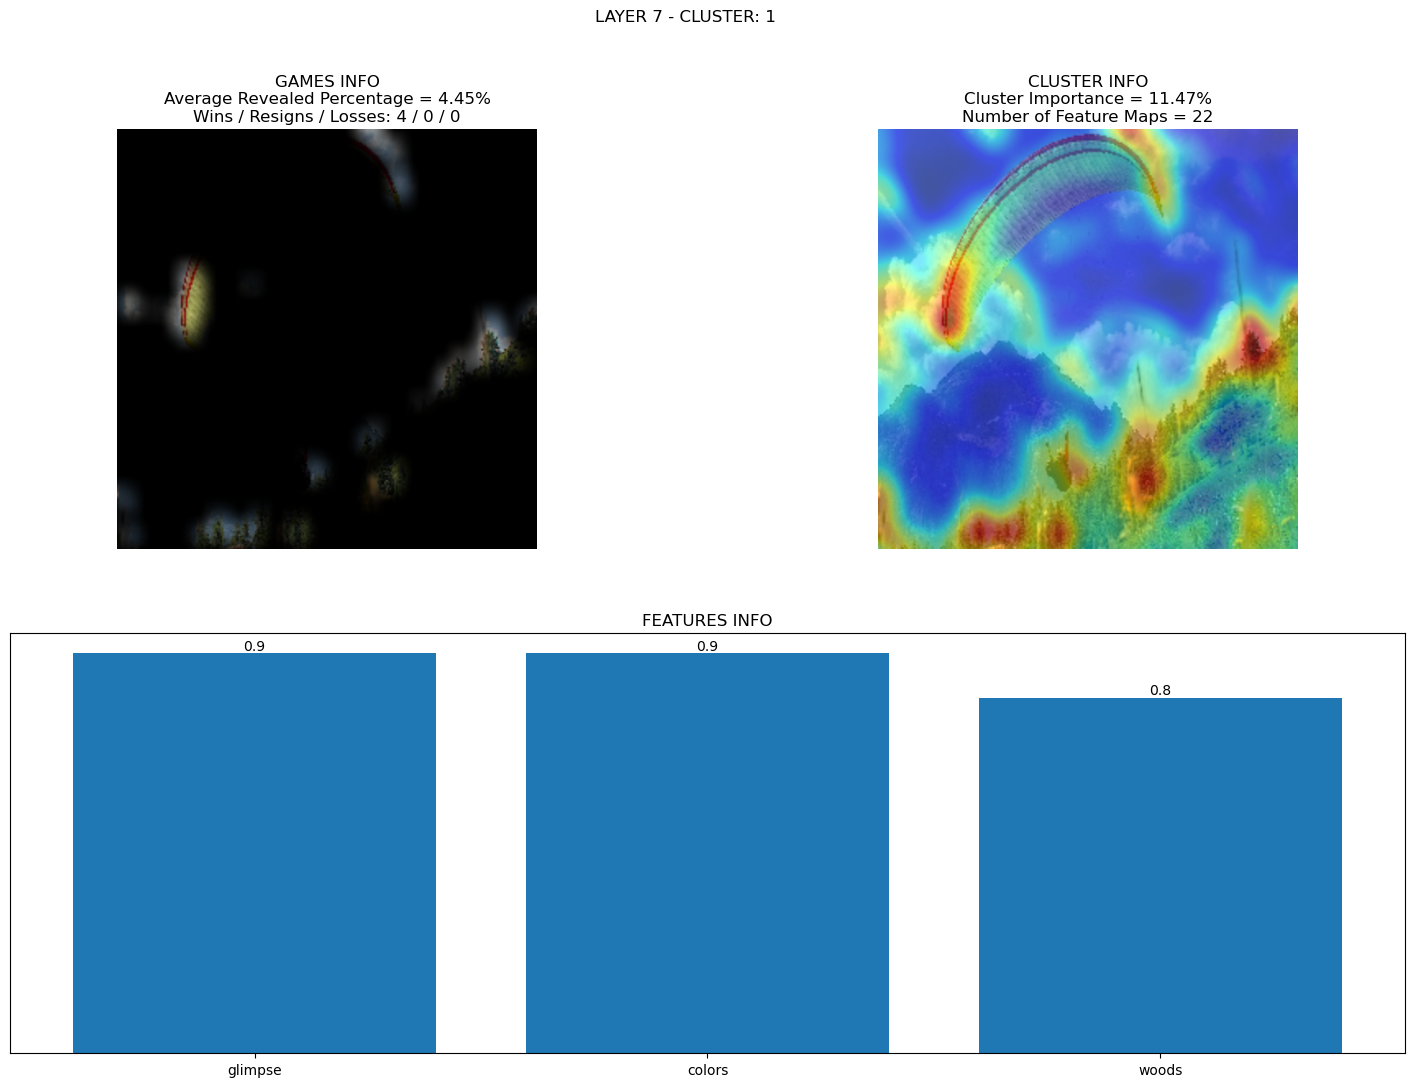 LAYER 7 - CLUSTER: 1
GAMES INFO
Average Revealed Percentage = 4.45%
Wins / Resigns / Losses: 4 / 0 / 0
CLUSTER INFO
Cluster Importance = 11.47%
Number of Feature Maps = 22
FEATURES INFO
0.9
0.9
0.8
glimpse
colors
woods